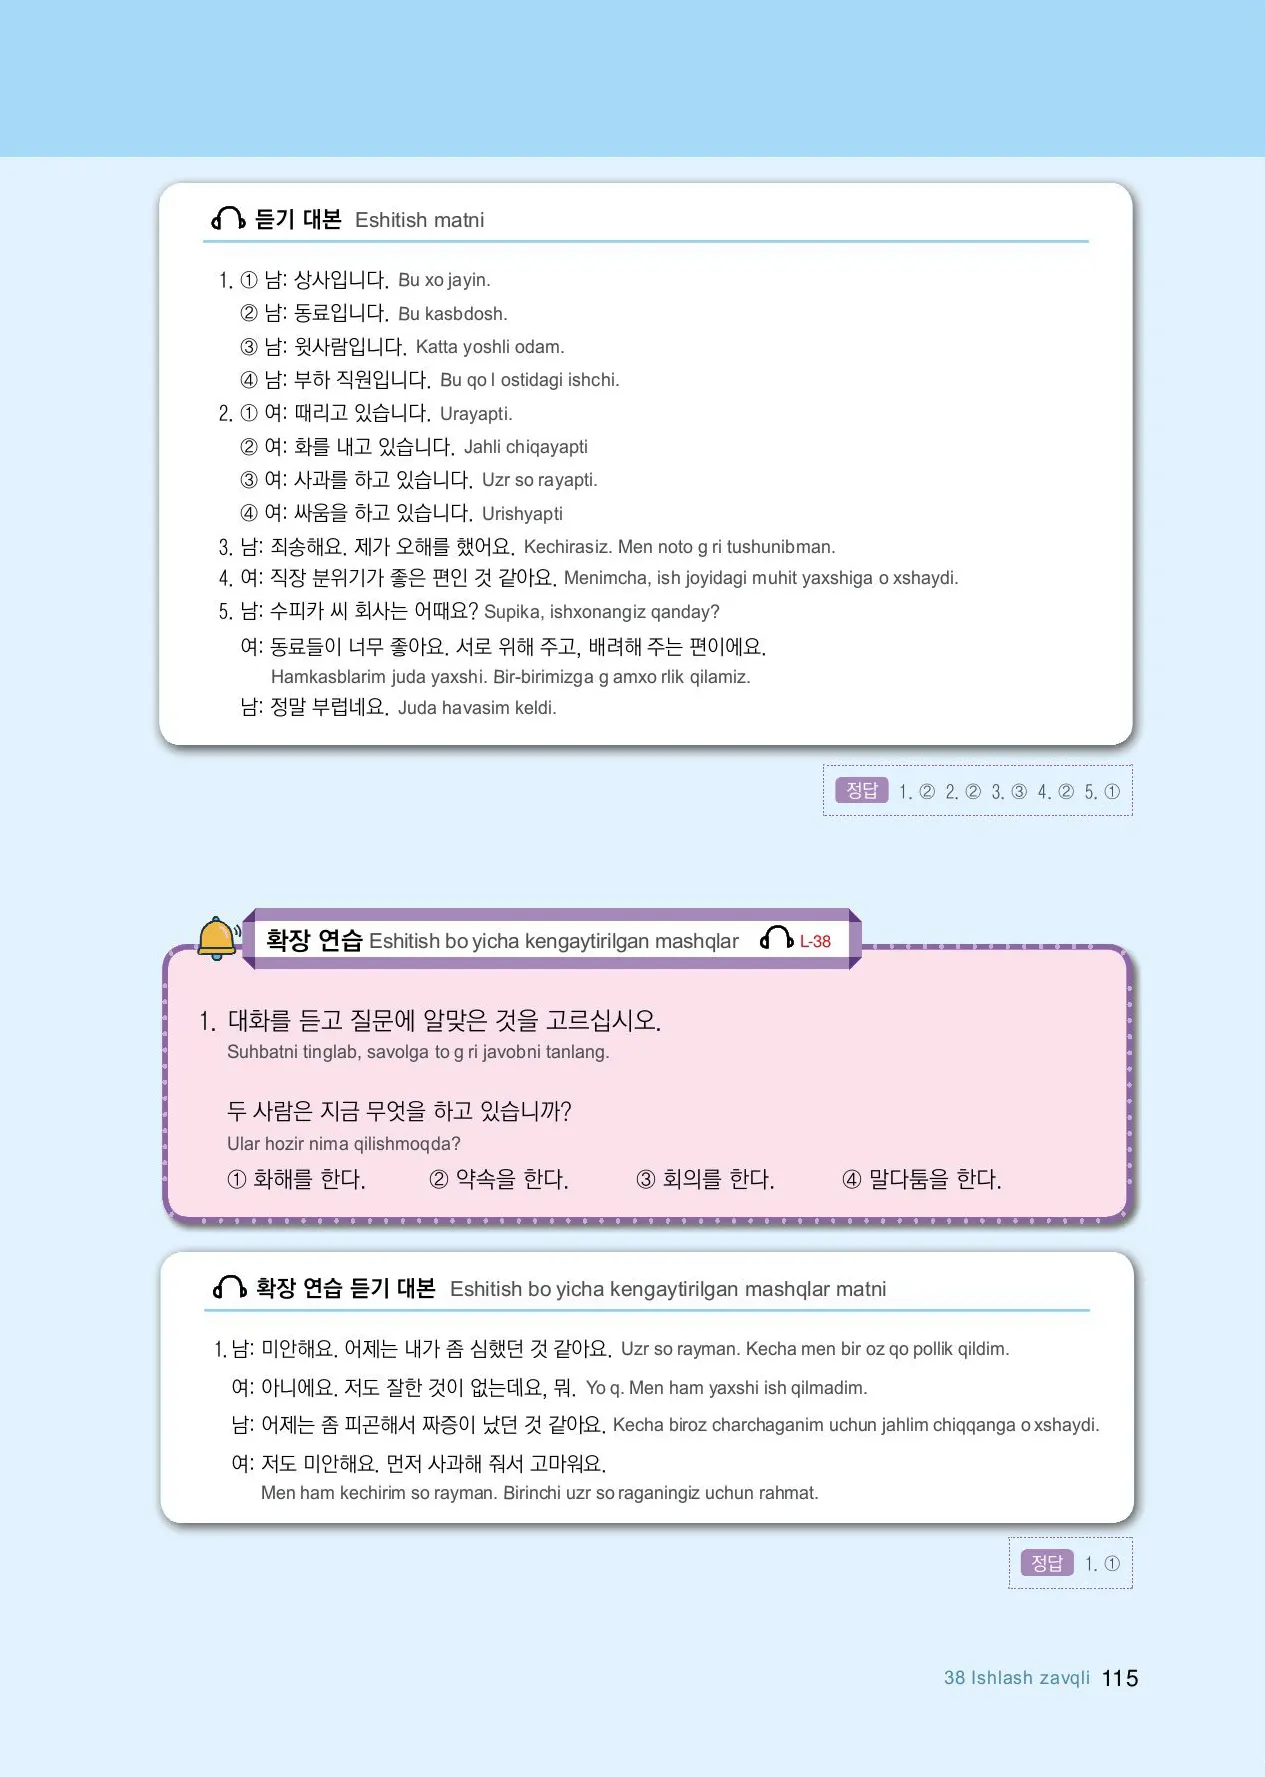 듣기 대본 Eshitish matni
1. ① 남: 상사입니다. Bu xo jayin.
② 남: 동료입니다. Bu kasbdosh.
③ 남: 윗사람입니다. Katta yoshli odam.
④ 남: 부하 직원입니다. Bu qo l ostidagi ishchi.
2. ① 여: 때리고 있습니다. Urayapti.
② 여: 화를 내고 있습니다. Jahli chiqayapti
③ 여: 사과를 하고 있습니다. Uzr so rayapti.
④ 여: 싸움을 하고 있습니다. Urishyapti
3. 남: 죄송해요. 제가 오해를 했어요. Kechirasiz. Men noto g ri tushunibman.
4. 여: 직장 분위기가 좋은 편인 것 같아요. Menimcha, ish joyidagi muhit yaxshiga o xshaydi.
5. 남: 수피카 씨 회사는 어때요? Supika, ishxonangiz qanday?
여: 동료들이 너무 좋아요. 서로 위해 주고, 배려해 주는 편이에요.
Hamkasblarim juda yaxshi. Bir-birimizga g amxo rlik qilamiz.
남: 정말 부럽네요. Juda havasim keldi.
정답 1. ② 2. ② 3. ③ 4. ② 5. ①
확장 연습 Eshitish bo yicha kengaytirilgan mashqlar L-38
1. 대화를 듣고 질문에 알맞은 것을 고르십시오.
Suhbatni tinglab, savolga to g ri javobni tanlang.
두 사람은 지금 무엇을 하고 있습니까?
Ular hozir nima qilishmoqda?
① 화해를 한다. ② 약속을 한다. ③ 회의를 한다. ④ 말다툼을 한다.
확장 연습 듣기 대본 Eshitish bo yicha kengaytirilgan mashqlar matni
1. 남: 미안해요. 어제는 내가 좀 심했던 것 같아요. Uzr so rayman. Kecha men bir oz qo pollik qildim.
여: 아니에요. 저도 잘한 것이 없는데요, 뭐. Yo q. Men ham yaxshi ish qilmadim.
남: 어제는 좀 피곤해서 짜증이 났던 것 같아요. Kecha biroz charchaganim uchun jahlim chiqqanga o xshaydi.
여: 저도 미안해요. 먼저 사과해 줘서 고마워요.
Men ham kechirim so rayman. Birinchi uzr so raganingiz uchun rahmat.
정답 1. ①
38 Ishlash zavqli 115